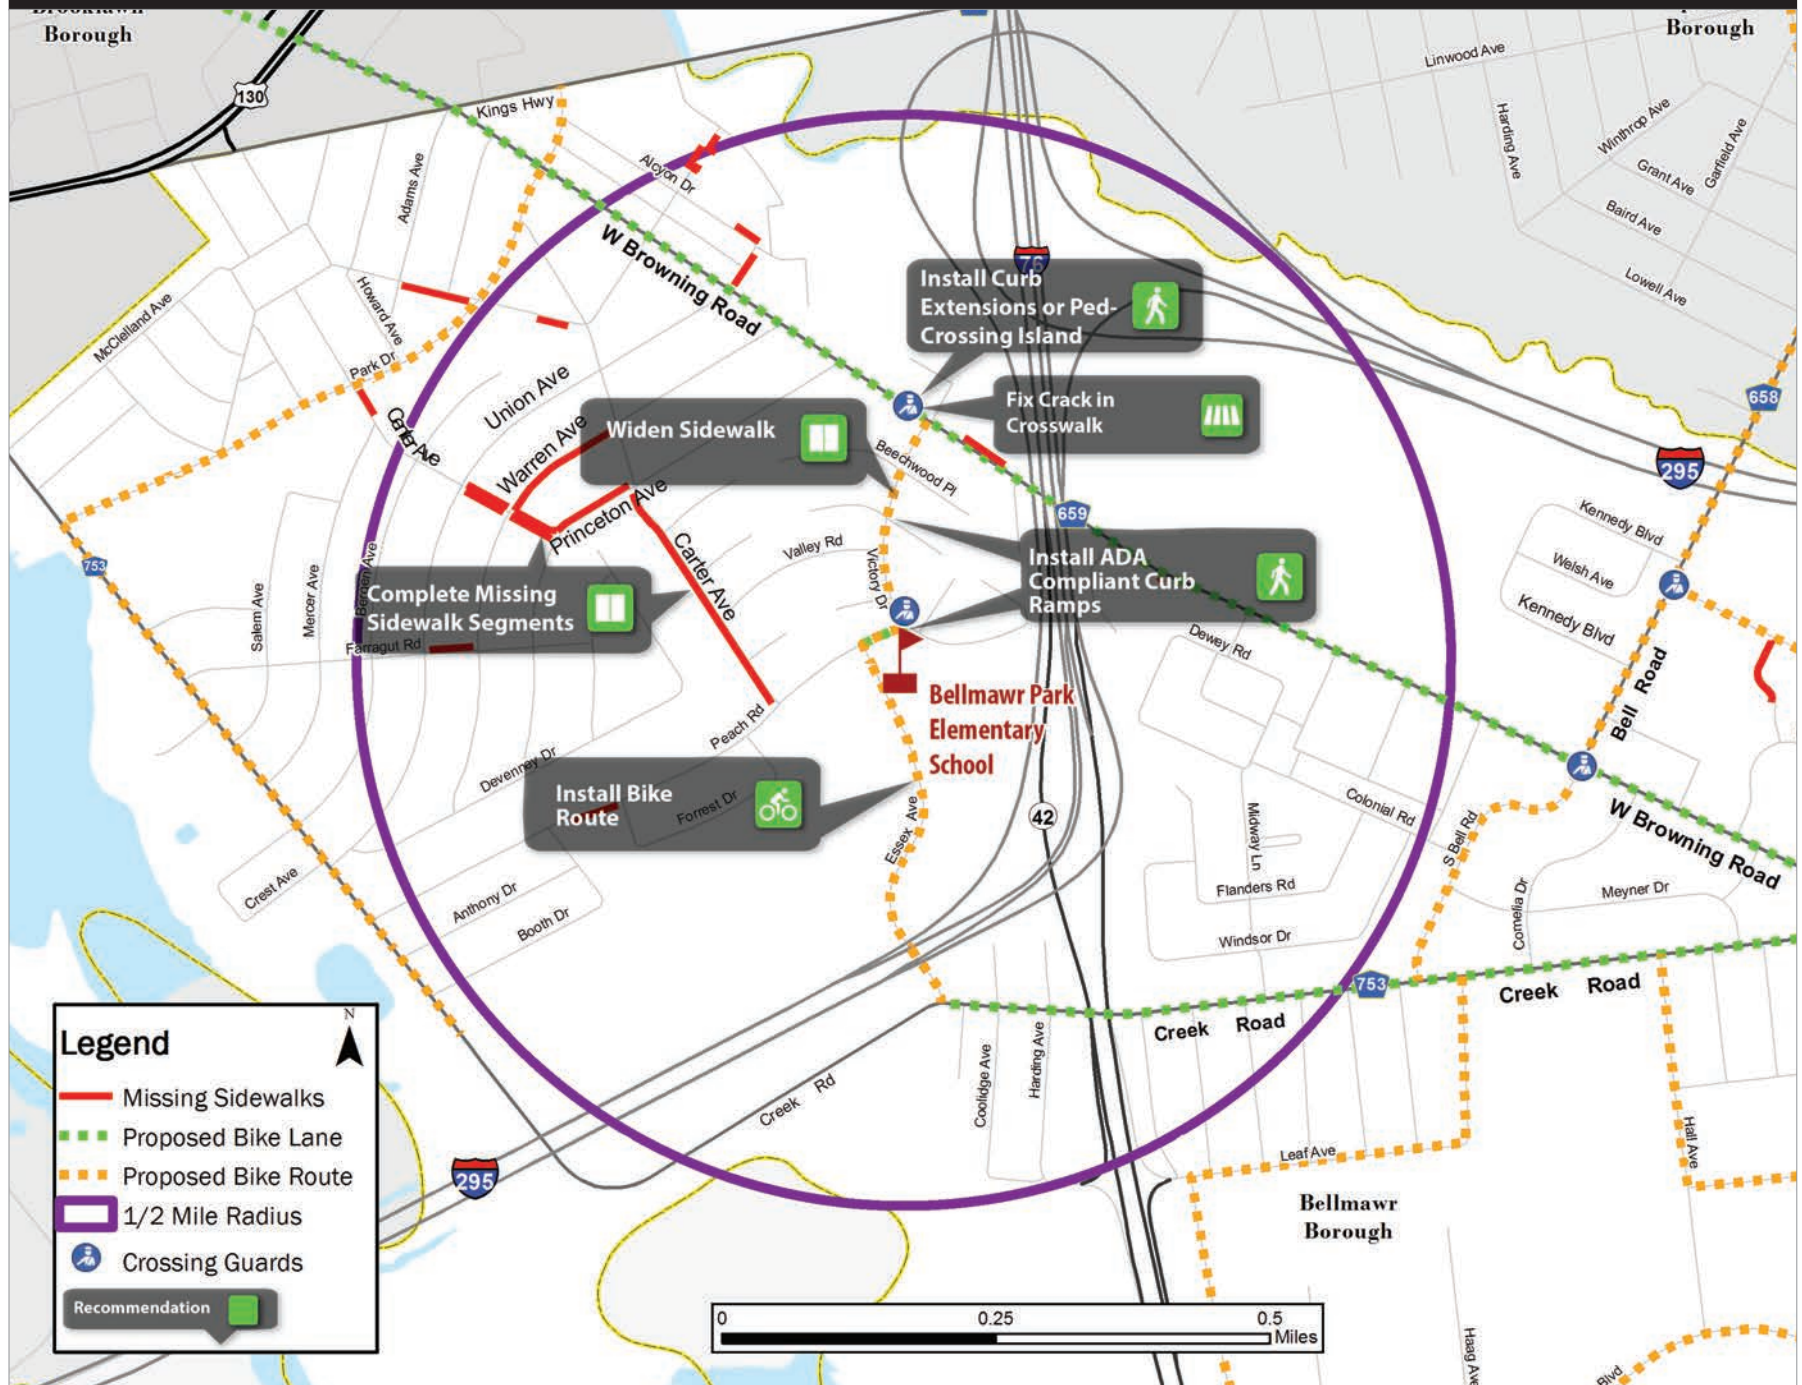 Borough
Borough
130
Kings Hwy
Linwood Ave
Harding Ave
Winthrop Ave
Grant Ave
Garfield Ave
Baird Ave
Lowell Ave
Adams Ave
Alcyon Dr
W Browning Road
76
Install Curb
Extensions or Ped-
Crossing Island
McClelland Ave
Howard Ave
Park Dr
Union Ave
Warren Ave
Widen Sidewalk
Fix Crack in
Crosswalk
Beechwood Pl
658
295
659
Princeton Ave
Carter Ave
Valley Rd
Victory Dr
Install ADA
Compliant Curb
Ramps
Kennedy Blvd
Welsh Ave
Kennedy Blvd
753
Salem Ave
Mercer Ave
Bergen Ave
Complete Missing
Sidewalk Segments
Farragut Rd
Dewey Rd
Bell Road
Bellmawr Park
Elementary
School
Peach Rd
Devenney Dr
Install Bike
Route
Forrest Dr
Essex Ave
42
Midway Ln
Colonial Rd
S Bell Rd
W Browning Road
Crest Ave
Anthony Dr
Booth Dr
Flanders Rd
Windsor Dr
Cornelia Dr
Meyner Dr
753
Creek Road
Creek Road
Coolidge Ave
Harding Ave
Creek Rd
Leaf Ave
Hall Ave
Bellmawr
Borough
295
Haag Ave
Blvd
Legend
N
Missing Sidewalks
Proposed Bike Lane
Proposed Bike Route
1/2 Mile Radius
Crossing Guards
Recommendation
0 0.25 0.5
Miles